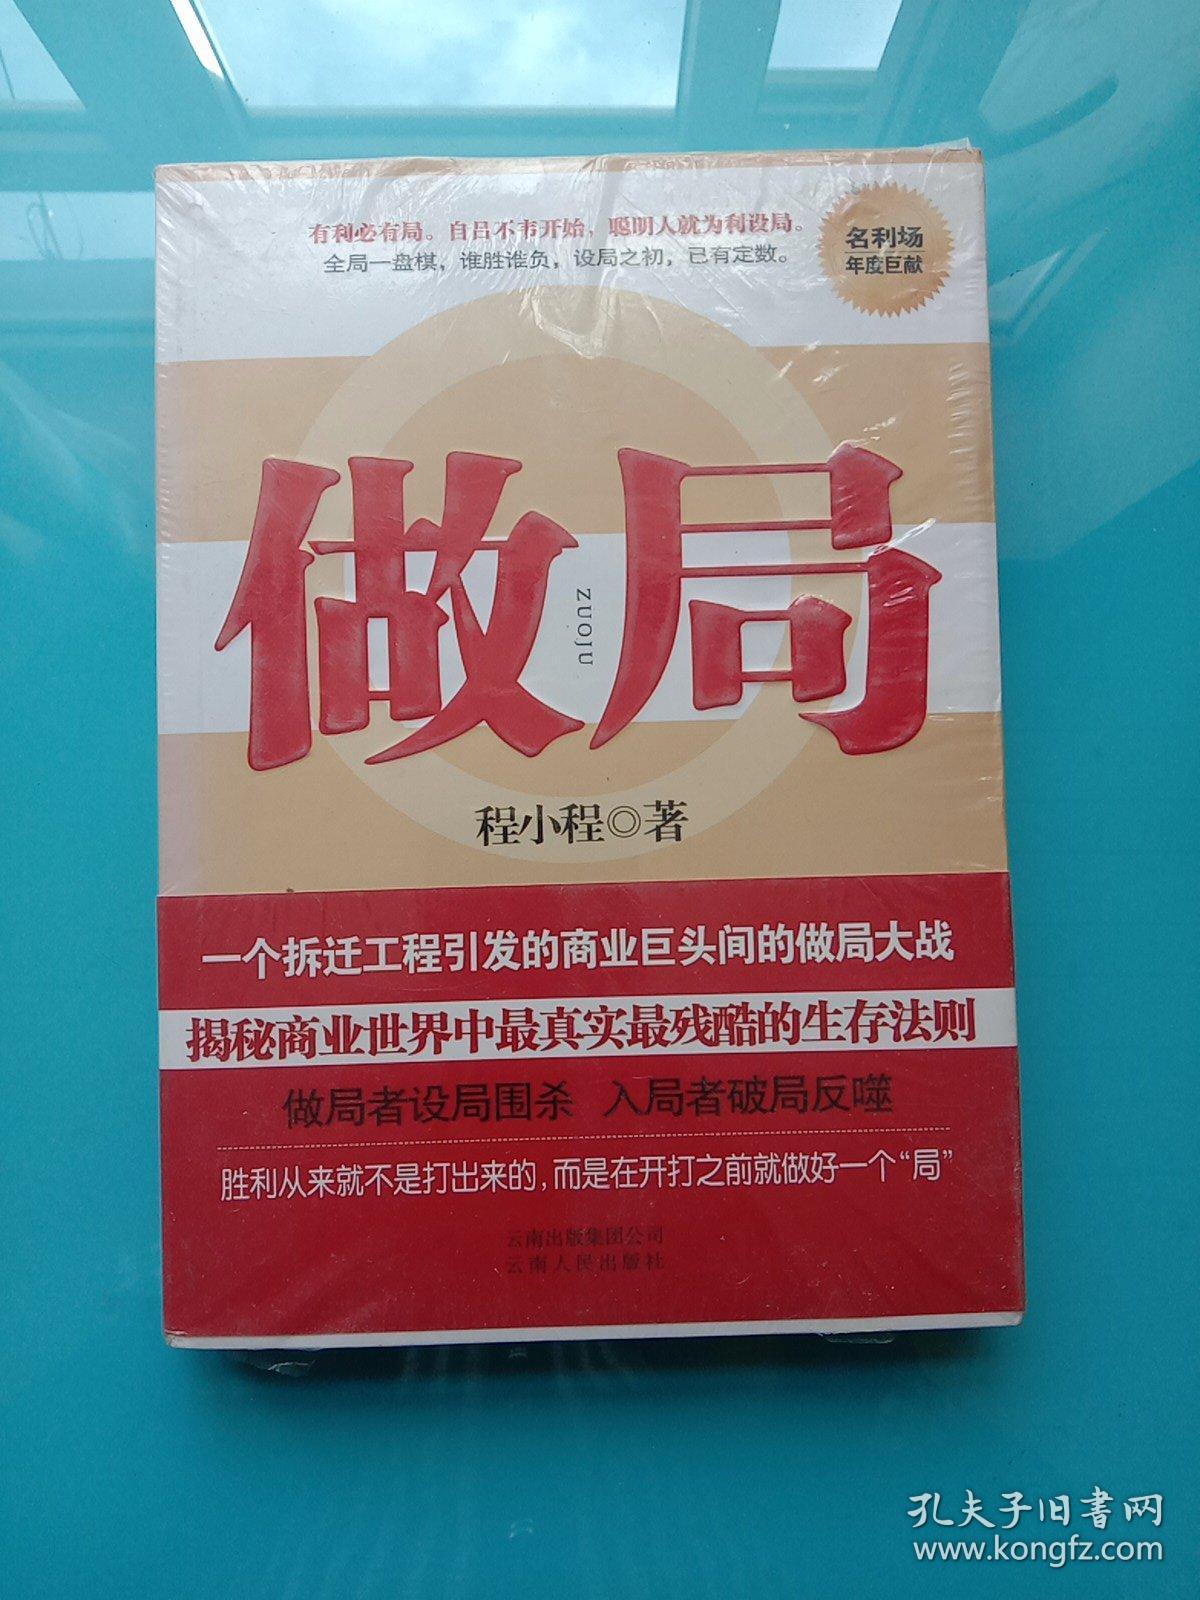 有利必有局。自吕不韦开始，聪明人就为利设局。
全局一盘棋，谁胜谁负，设局之初，已有定数。
名利场
年度巨献
做局
ZUOJU
程小程◎著
一个拆迁工程引发的商业巨头间的做局大战
揭秘商业世界中最真实最残酷的生存法则
做局者设局围杀 入局者破局反噬
胜利从来就不是打出来的，而是在开打之前就做好一个“局”
云南出版集团公司
云南人民出版社
孔夫子旧书网
www.kongfz.com